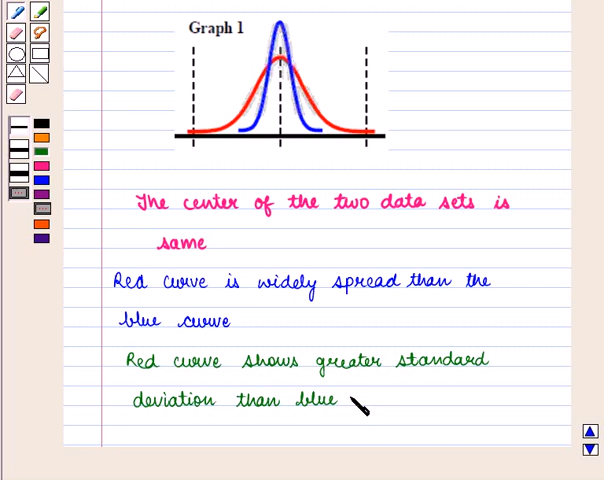 Graph 1
The center of the two data sets is
same
Red curve is widely spread than the
blue curve
Red curve shows greater standard
deviation than blue